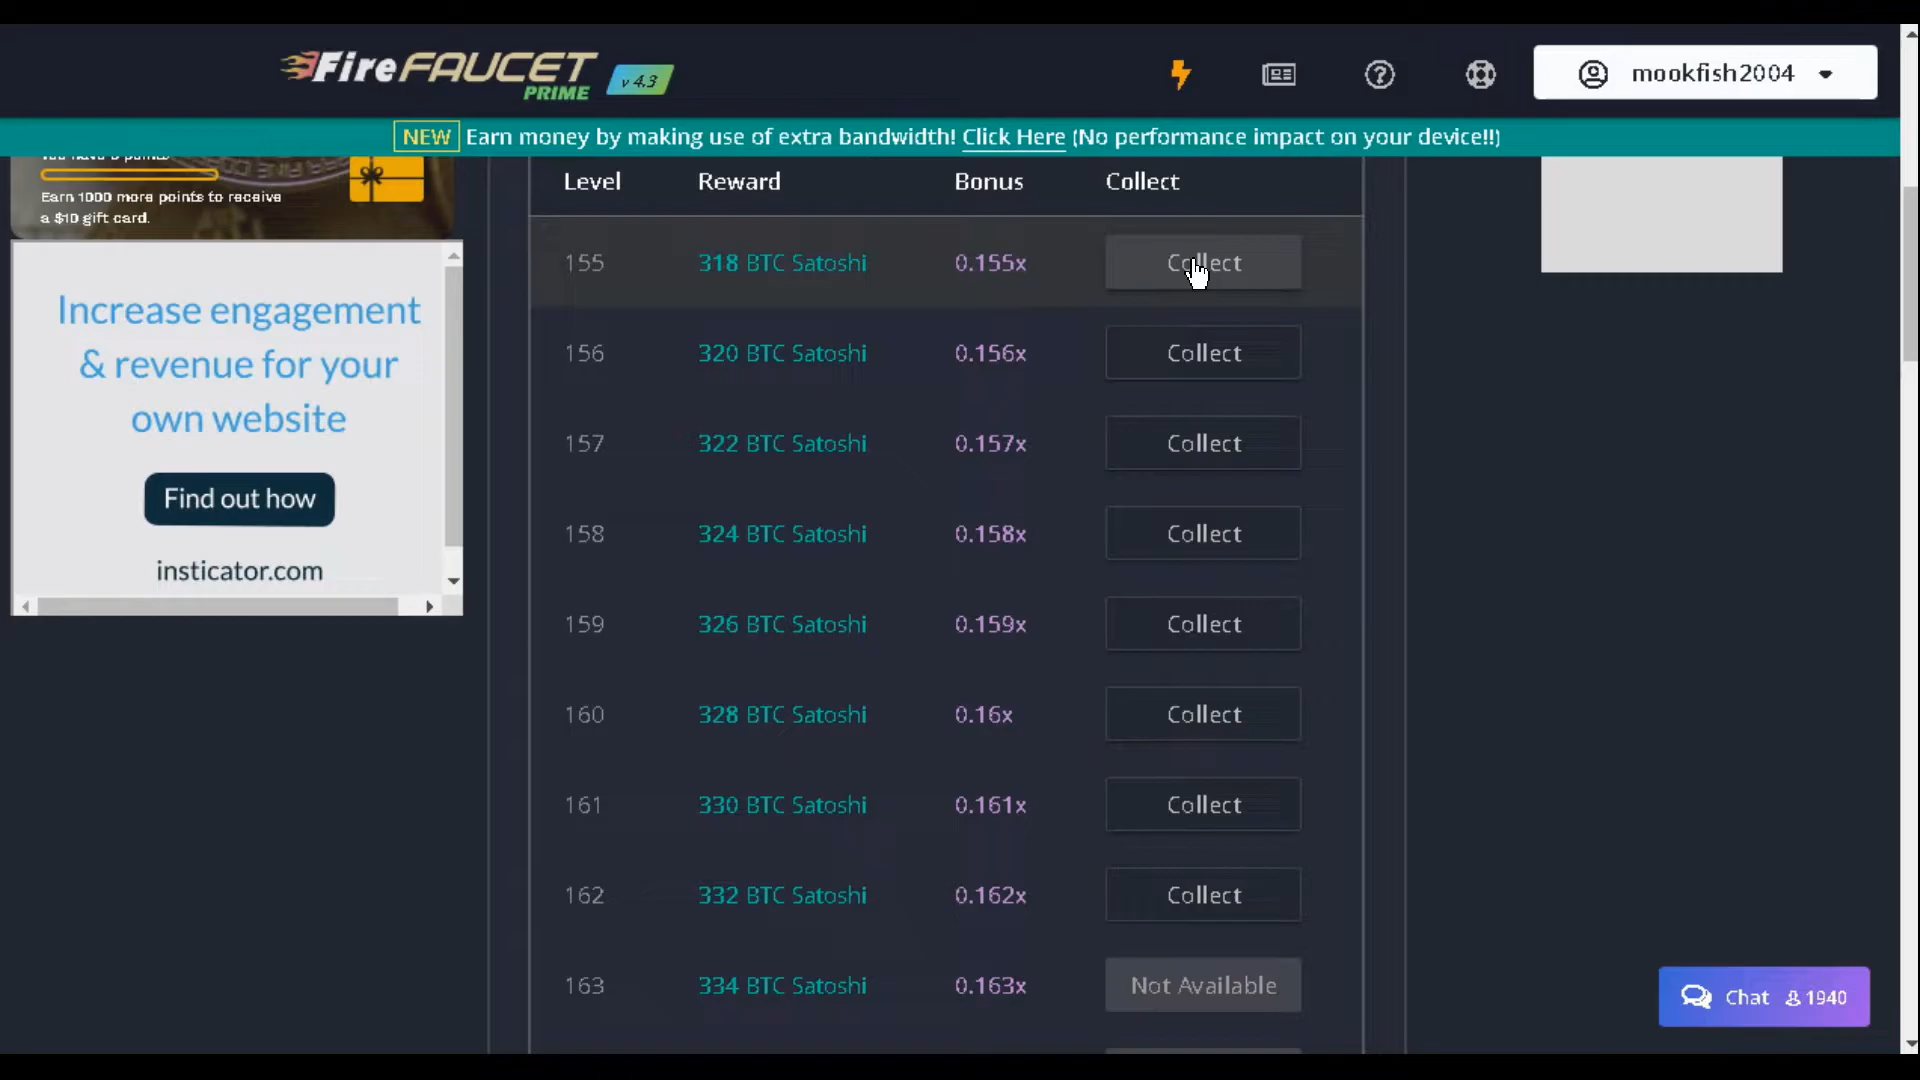 Fire FAUCET
PRIME
v 4.3
mookfish2004
NEW Earn money by making use of extra bandwidth! Click Here (No performance impact on your device!!)
Earn 1000 more points to receive
a $10 gift card.
Increase engagement
& revenue for your
own website
Find out how
insticator.com
Level Reward Bonus Collect
155 318 BTC Satoshi 0.155x Collect
156 320 BTC Satoshi 0.156x Collect
157 322 BTC Satoshi 0.157x Collect
158 324 BTC Satoshi 0.158x Collect
159 326 BTC Satoshi 0.159x Collect
160 328 BTC Satoshi 0.16x Collect
161 330 BTC Satoshi 0.161x Collect
162 332 BTC Satoshi 0.162x Collect
163 334 BTC Satoshi 0.163x Not Available
Chat 1940